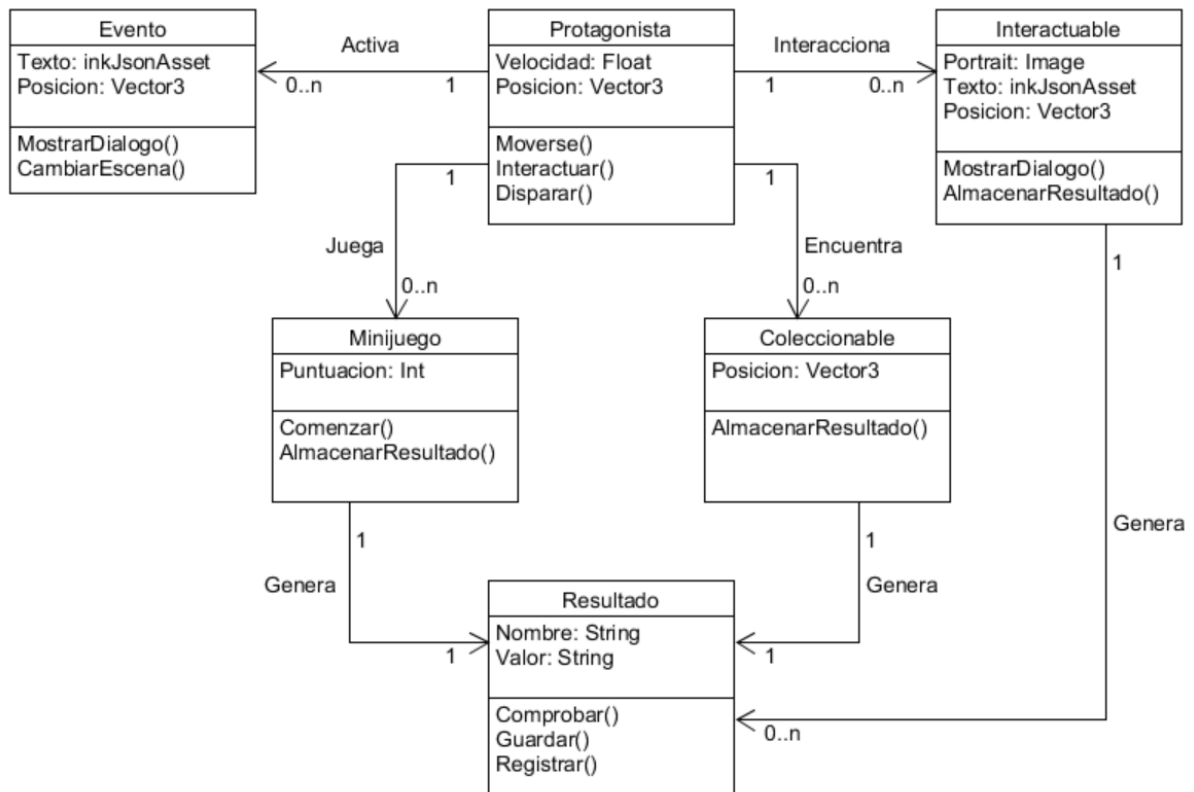 Evento
Texto: inkJsonAsset
Posicion: Vector3
MostrarDialogo()
CambiarEscena()
Activa
0..n
1
Protagonista
Velocidad: Float
Posicion: Vector3
Moverse()
Interactuar()
Disparar()
Interacciona
1
0..n
Interactuable
Portrait: Image
Texto: inkJsonAsset
Posicion: Vector3
MostrarDialogo()
AlmacenarResultado()
1
Juega
0..n
1
Encuentra
0..n
1
Minijuego
Puntuacion: Int
Comenzar()
AlmacenarResultado()
Coleccionable
Posicion: Vector3
AlmacenarResultado()
1
Genera
1
1
Genera
1
Genera
0..n
Resultado
Nombre: String
Valor: String
Comprobar()
Guardar()
Registrar()